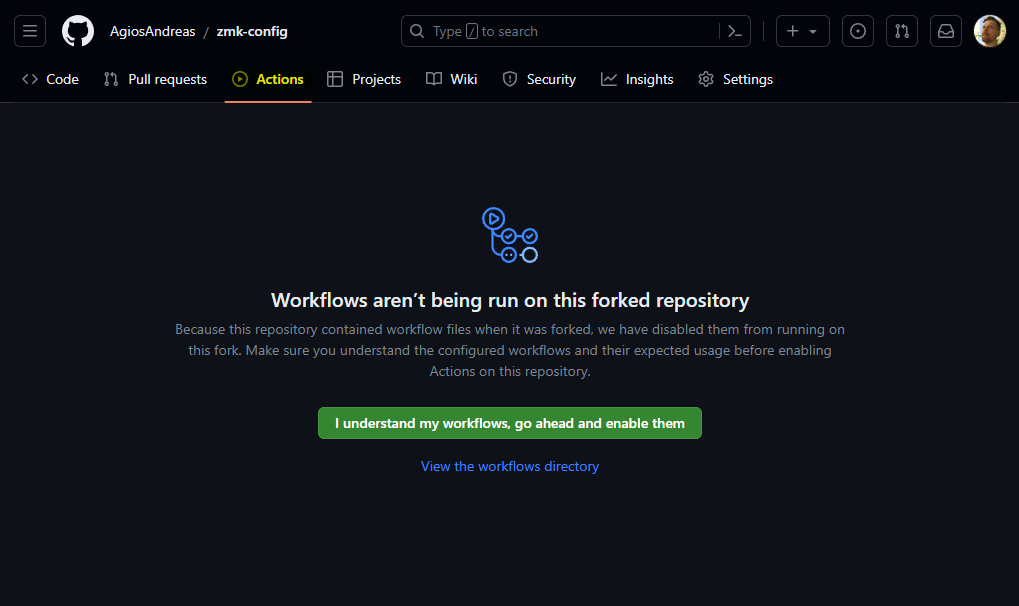 AgiosAndreas / zmk-config
Type / to search
Code
Pull requests
Actions
Projects
Wiki
Security
Insights
Settings
Workflows aren’t being run on this forked repository
Because this repository contained workflow files when it was forked, we have disabled them from running on
this fork. Make sure you understand the configured workflows and their expected usage before enabling
Actions on this repository.
I understand my workflows, go ahead and enable them
View the workflows directory